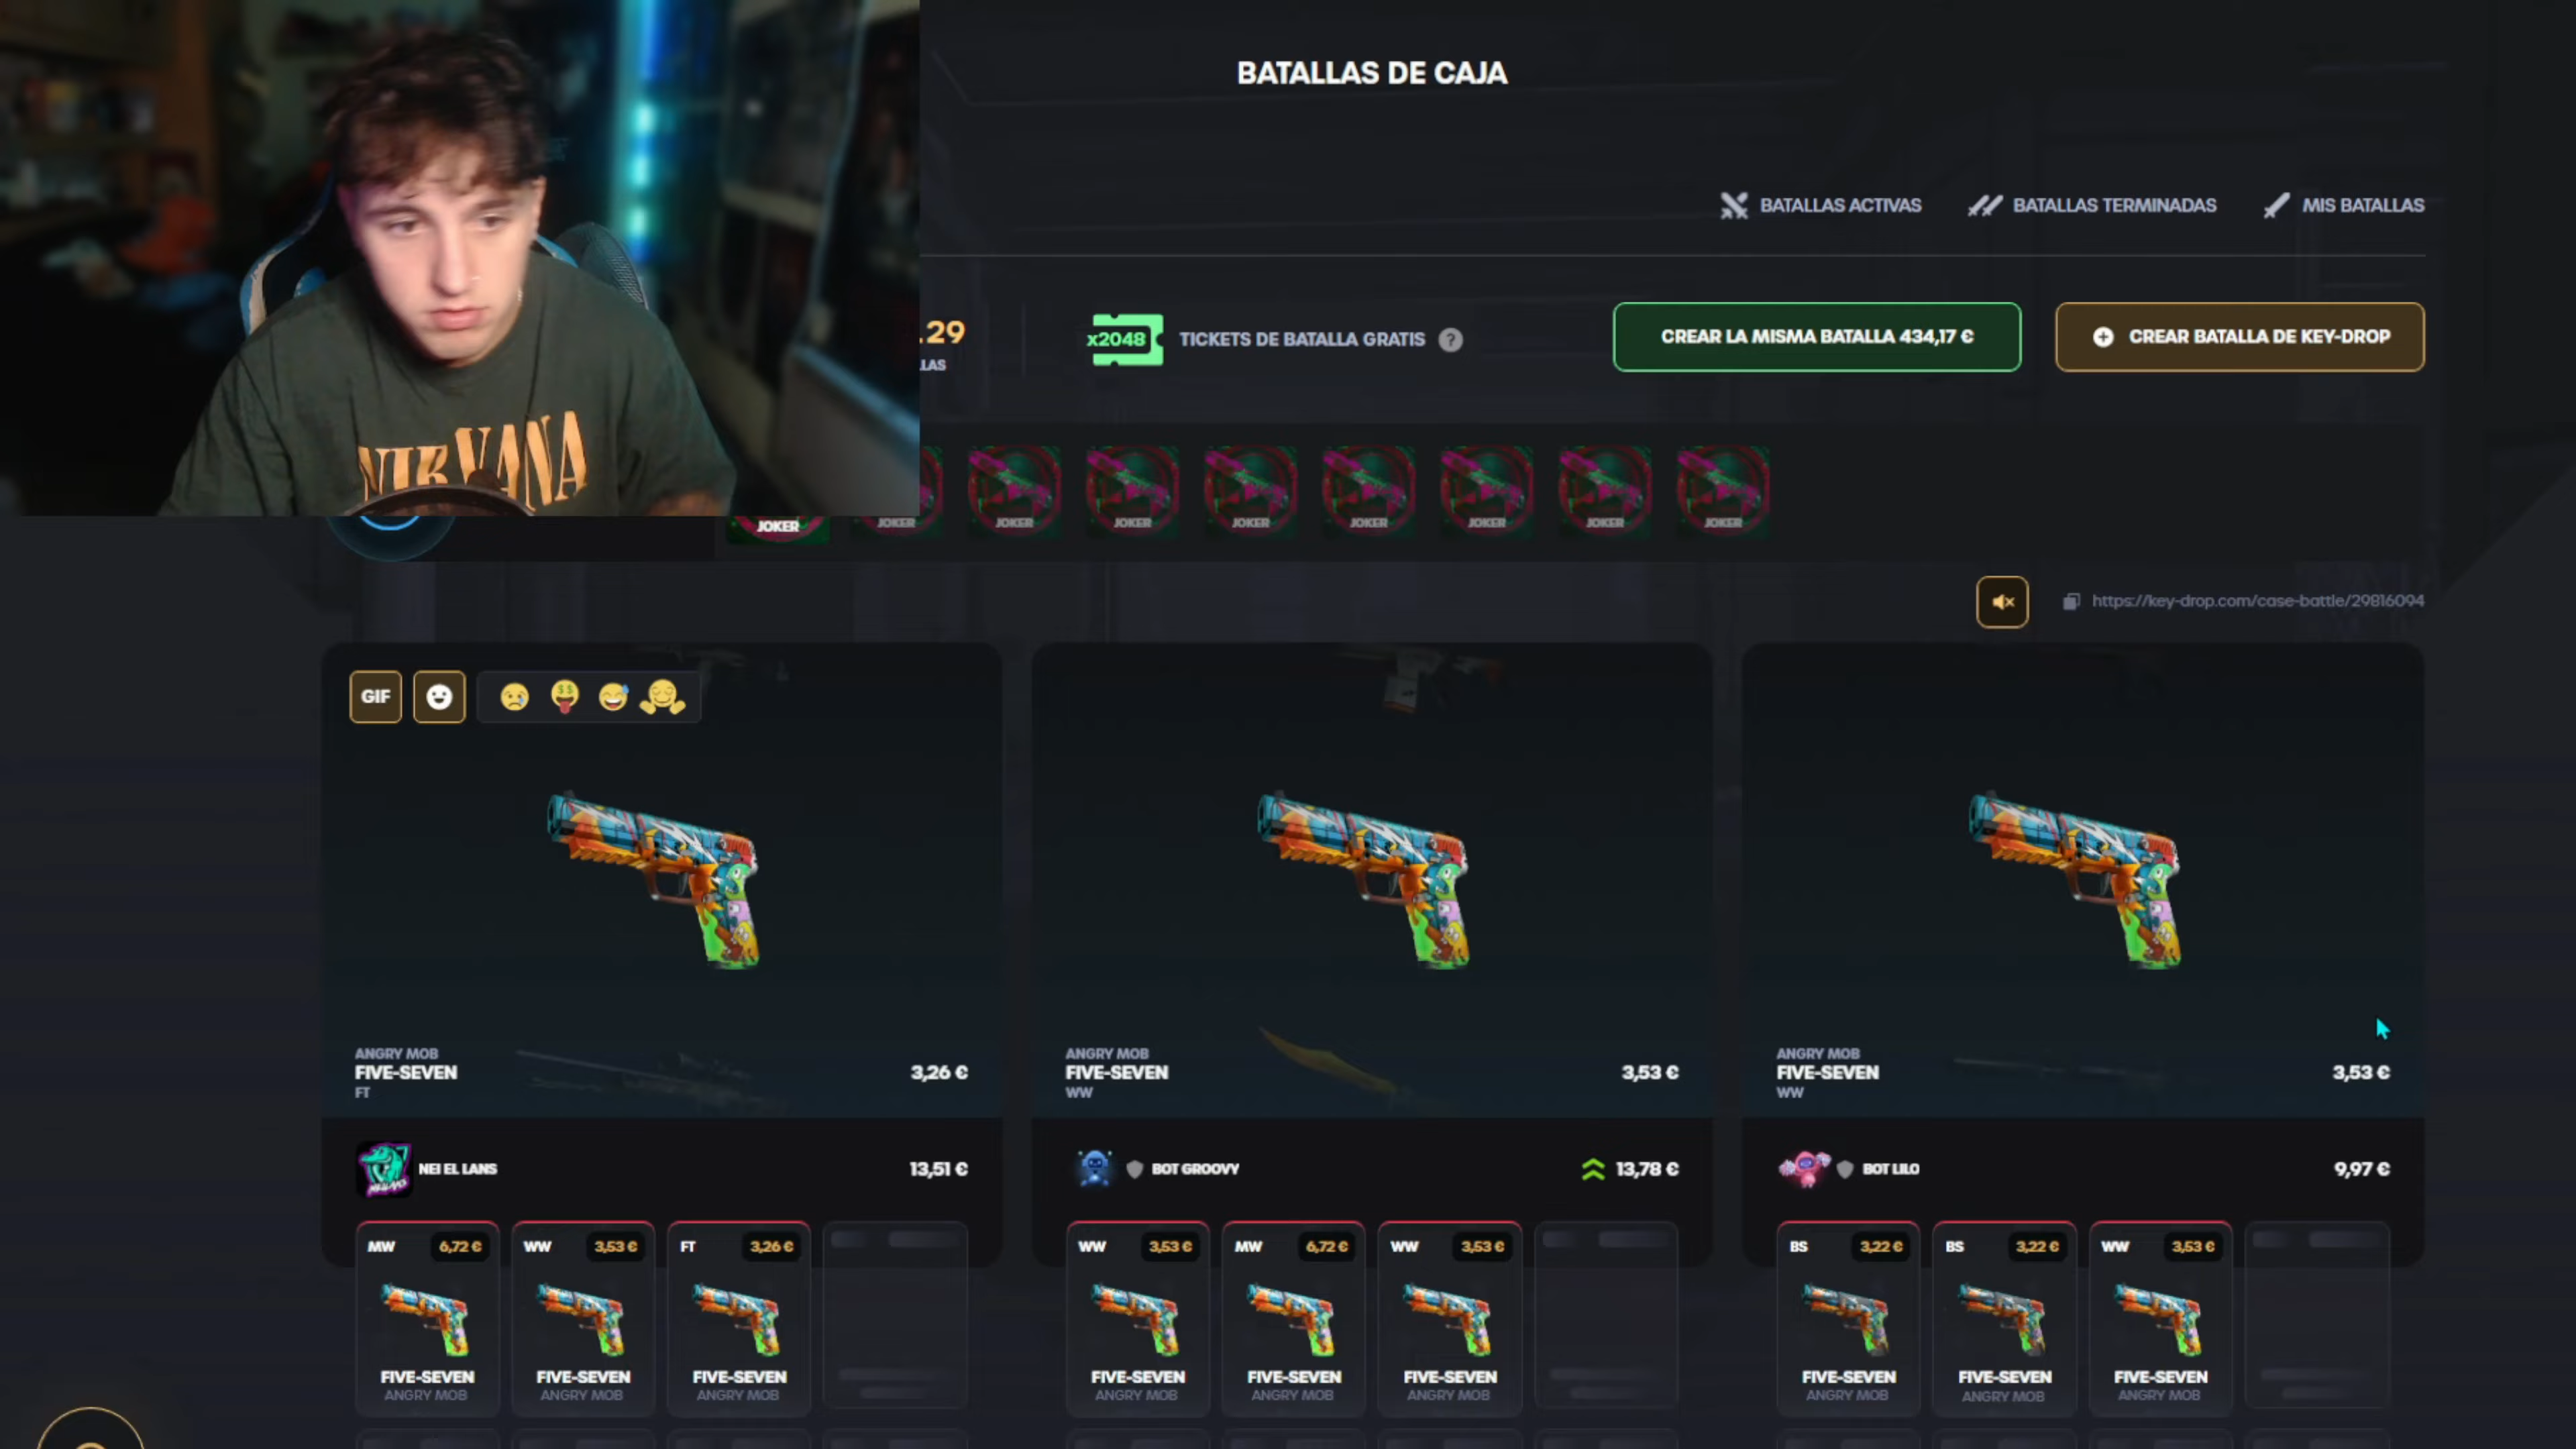 BATALLAS DE CAJA
BATALLAS ACTIVAS
BATALLAS TERMINADAS
MIS BATALLAS
.29
LLAS
x2048
TICKETS DE BATALLA GRATIS ?
CREAR LA MISMA BATALLA 434,17 €
CREAR BATALLA DE KEY-DROP
NIRVANA
JOKER
JOKER
JOKER
JOKER
JOKER
JOKER
JOKER
JOKER
JOKER
https://key-drop.com/case-battle/29816094
GIF
ANGRY MOB
FIVE-SEVEN
FT
3,26 €
ANGRY MOB
FIVE-SEVEN
WW
3,53 €
ANGRY MOB
FIVE-SEVEN
WW
3,53 €
NEI EL LANS
13,51 €
BOT GROOVY
13,78 €
BOT LILO
9,97 €
MW 6,72 €
FIVE-SEVEN
ANGRY MOB
WW 3,53 €
FIVE-SEVEN
ANGRY MOB
FT 3,26 €
FIVE-SEVEN
ANGRY MOB
WW 3,53 €
FIVE-SEVEN
ANGRY MOB
MW 6,72 €
FIVE-SEVEN
ANGRY MOB
WW 3,53 €
FIVE-SEVEN
ANGRY MOB
BS 3,22 €
FIVE-SEVEN
ANGRY MOB
BS 3,22 €
FIVE-SEVEN
ANGRY MOB
WW 3,53 €
FIVE-SEVEN
ANGRY MOB